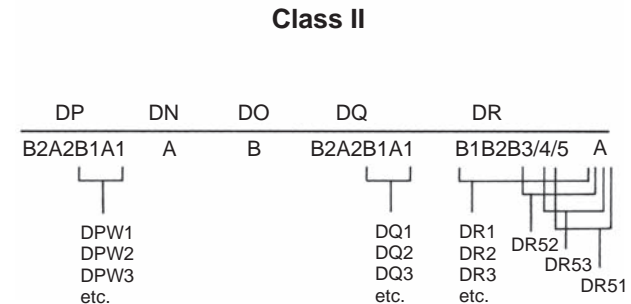 Class II
DP DN DO DQ DR
B2A2B1A1 A B B2A2B1A1 B1B2B3/4/5 A
DPW1 DQ1 DR1 DR52 DR53 DR51
DPW2 DQ2 DR2
DPW3 DQ3 DR3
etc. etc. etc.